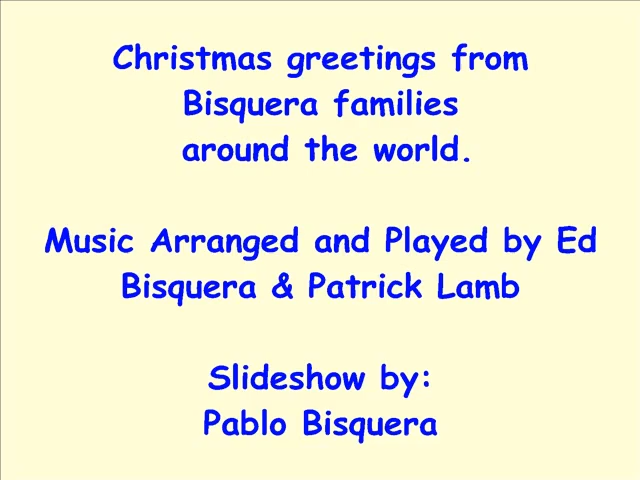 Christmas greetings from
Bisquera families
around the world.
Music Arranged and Played by Ed
Bisquera & Patrick Lamb
Slideshow by:
Pablo Bisquera